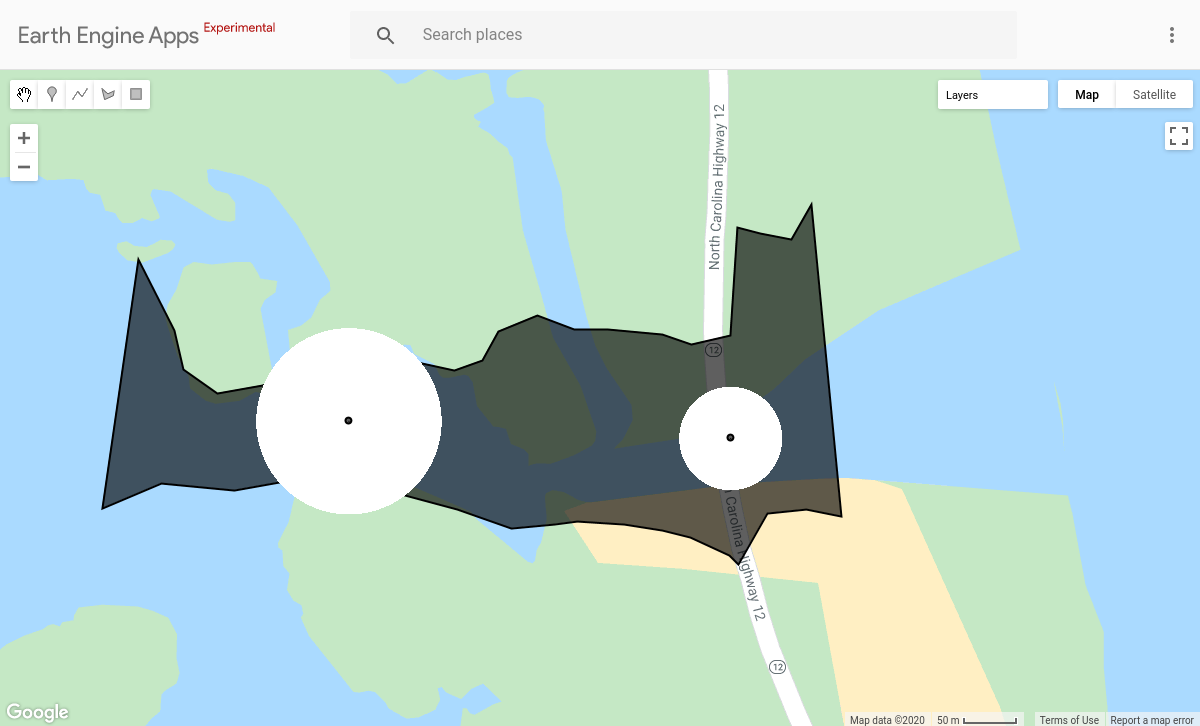 Earth Engine Apps Experimental
Search places
Layers
Map
Satellite
North Carolina Highway 12
12
Carolina Highway 12
12
Google
Map data ©2020
50 m
Terms of Use
Report a map error